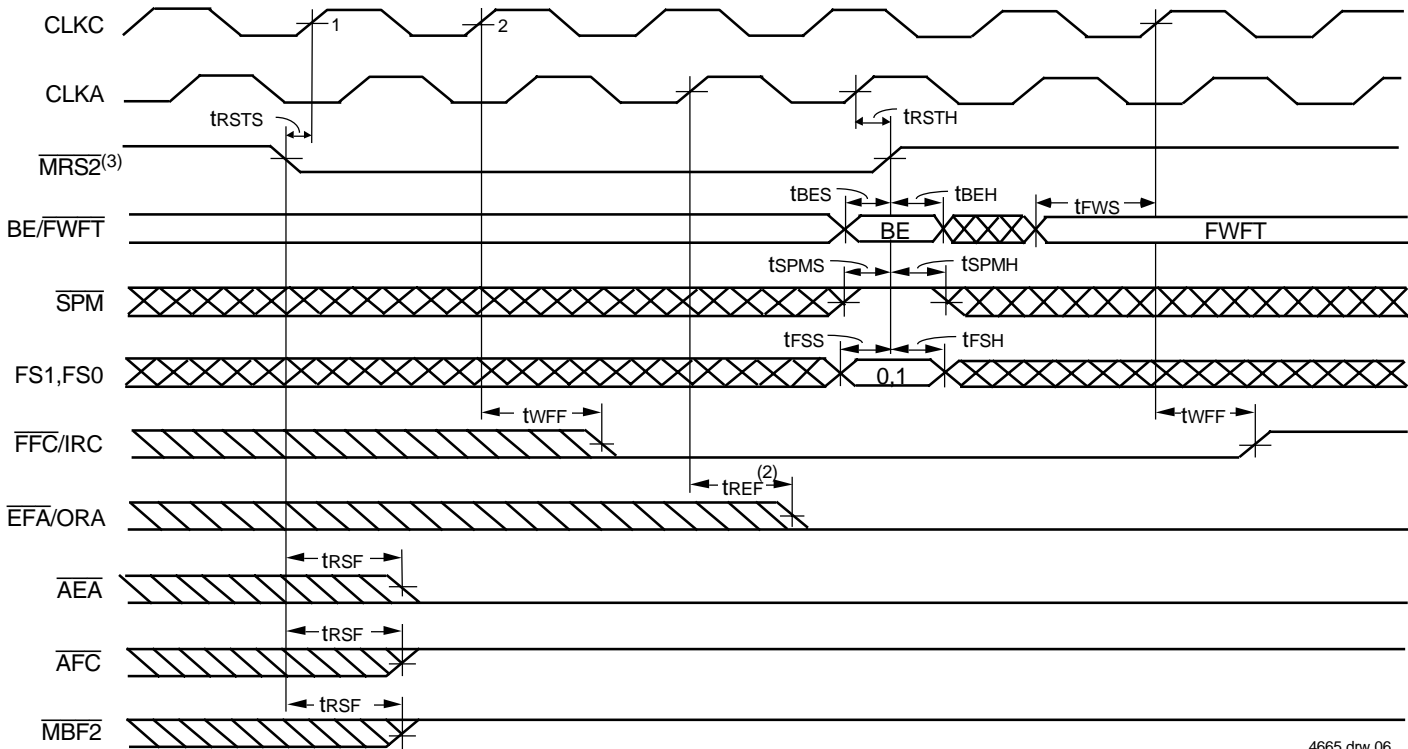 CLKC 1 2
CLKA
tRSTS tRSTH
MRS2(3)
tBES tBEH tFWS
BE/FWFT BE FWFT
tSPMS tSPMH
SPM
tFSS tFSH
FS1,FS0 0,1
tWFF tWFF
FFC/IRC
tREF(2)
EFA/ORA
tRSF
AEA
tRSF
AFC
tRSF
MBF2
4665 drw 06